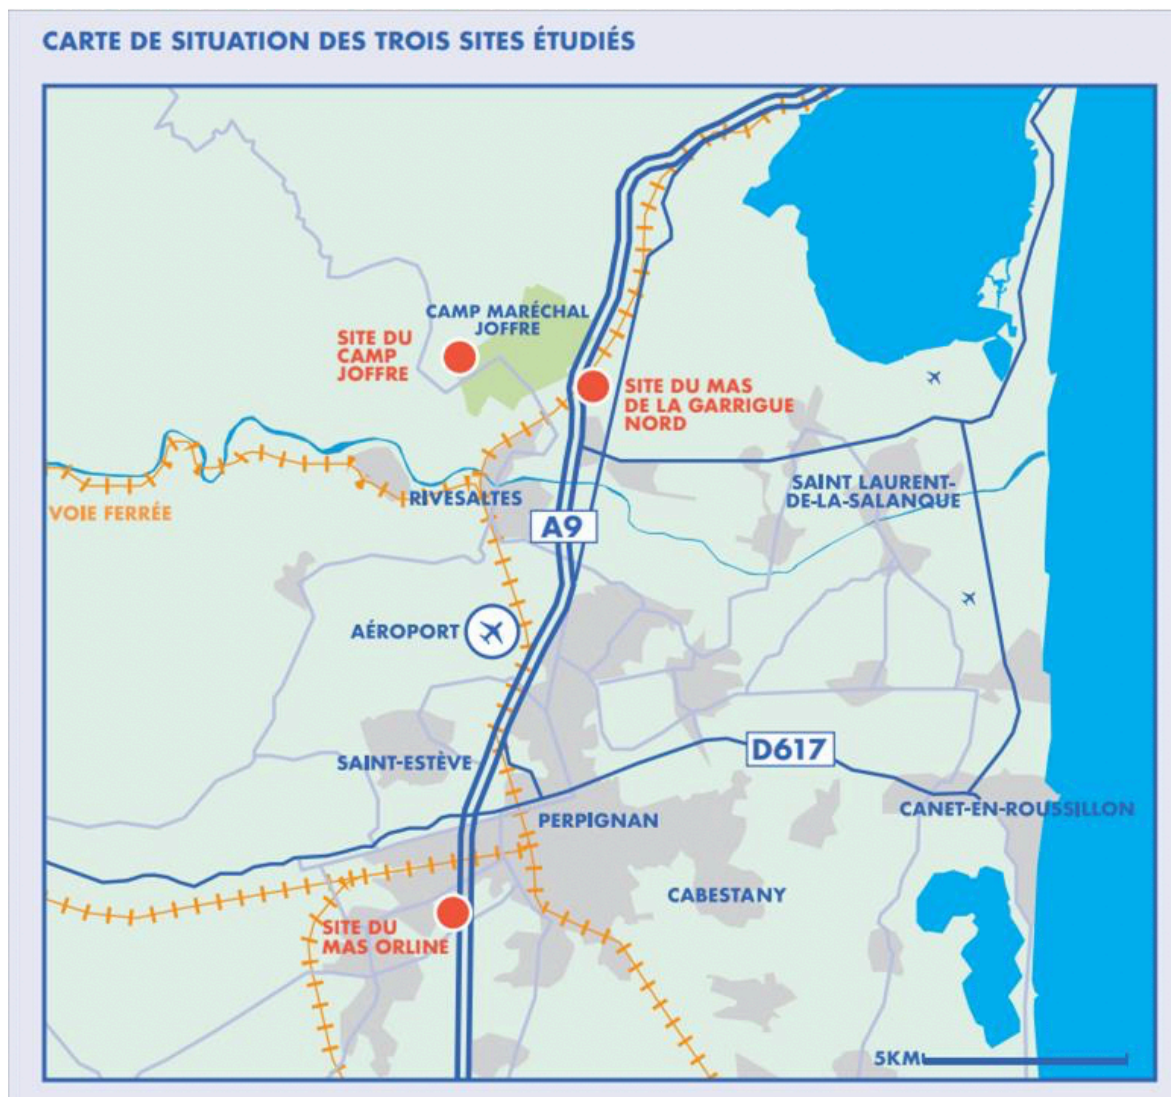 CARTE DE SITUATION DES TROIS SITES ÉTUDIÉS
CAMP MARÉCHAL
JOFFRE
SITE DU
CAMP
JOFFRE
SITE DU MAS
DE LA GARRIGUE
NORD
SAINT LAURENT-
DE-LA-SALANQUE
RIVESALTES
VOIE FERRÉE
A9
AÉROPORT
D617
SAINT-ESTÈVE
CANET-EN-ROUSSILLON
PERPIGNAN
CABESTANY
SITE DU
MAS ORLINE
5KM